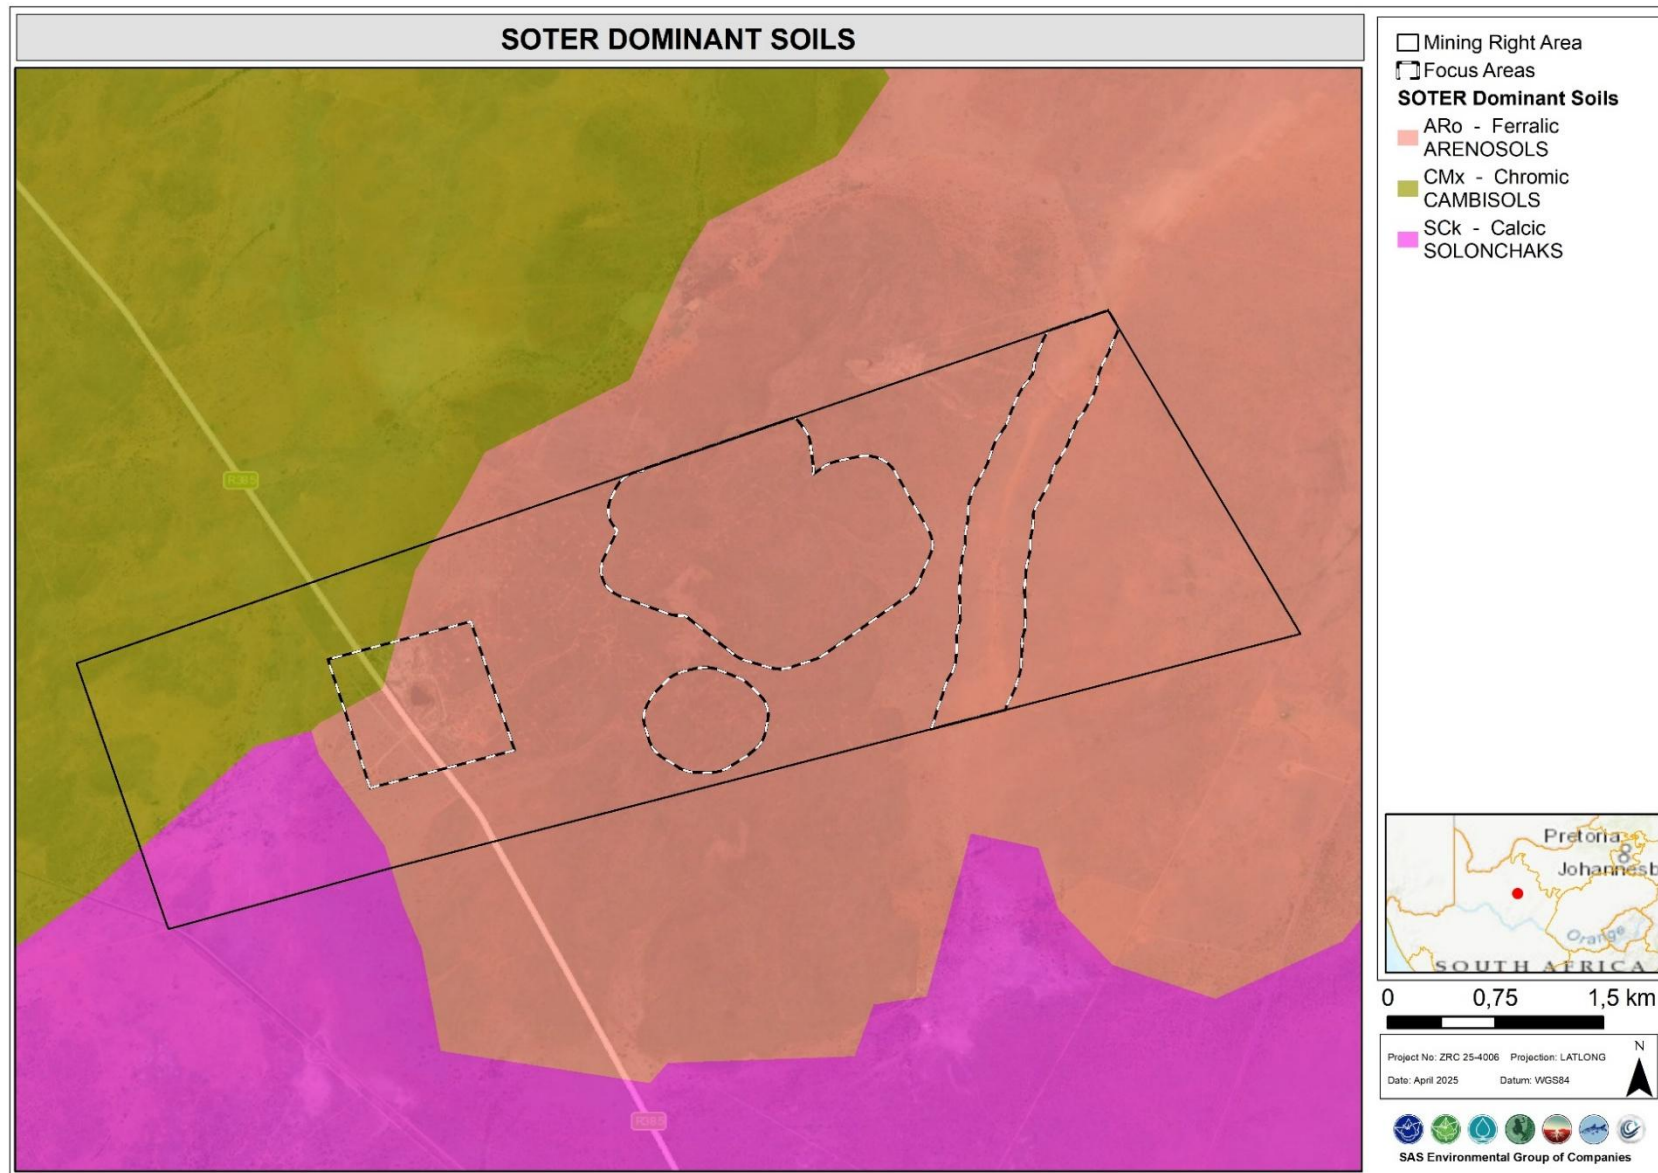 SOTER DOMINANT SOILS
Mining Right Area
Focus Areas
SOTER Dominant Soils
ARo - Ferralic
ARENOSOLS
CMx - Chromic
CAMBISOLS
SCk - Calcic
SOLONCHAKS
R385
R385
Pretoria
Johannesb
Orange
SOUTH AFRICA
0 0,75 1,5 km
Project No: ZRC 25-4006 Projection: LATLONG
Date: April 2025 Datum: WGS84
N
SAS Environmental Group of Companies